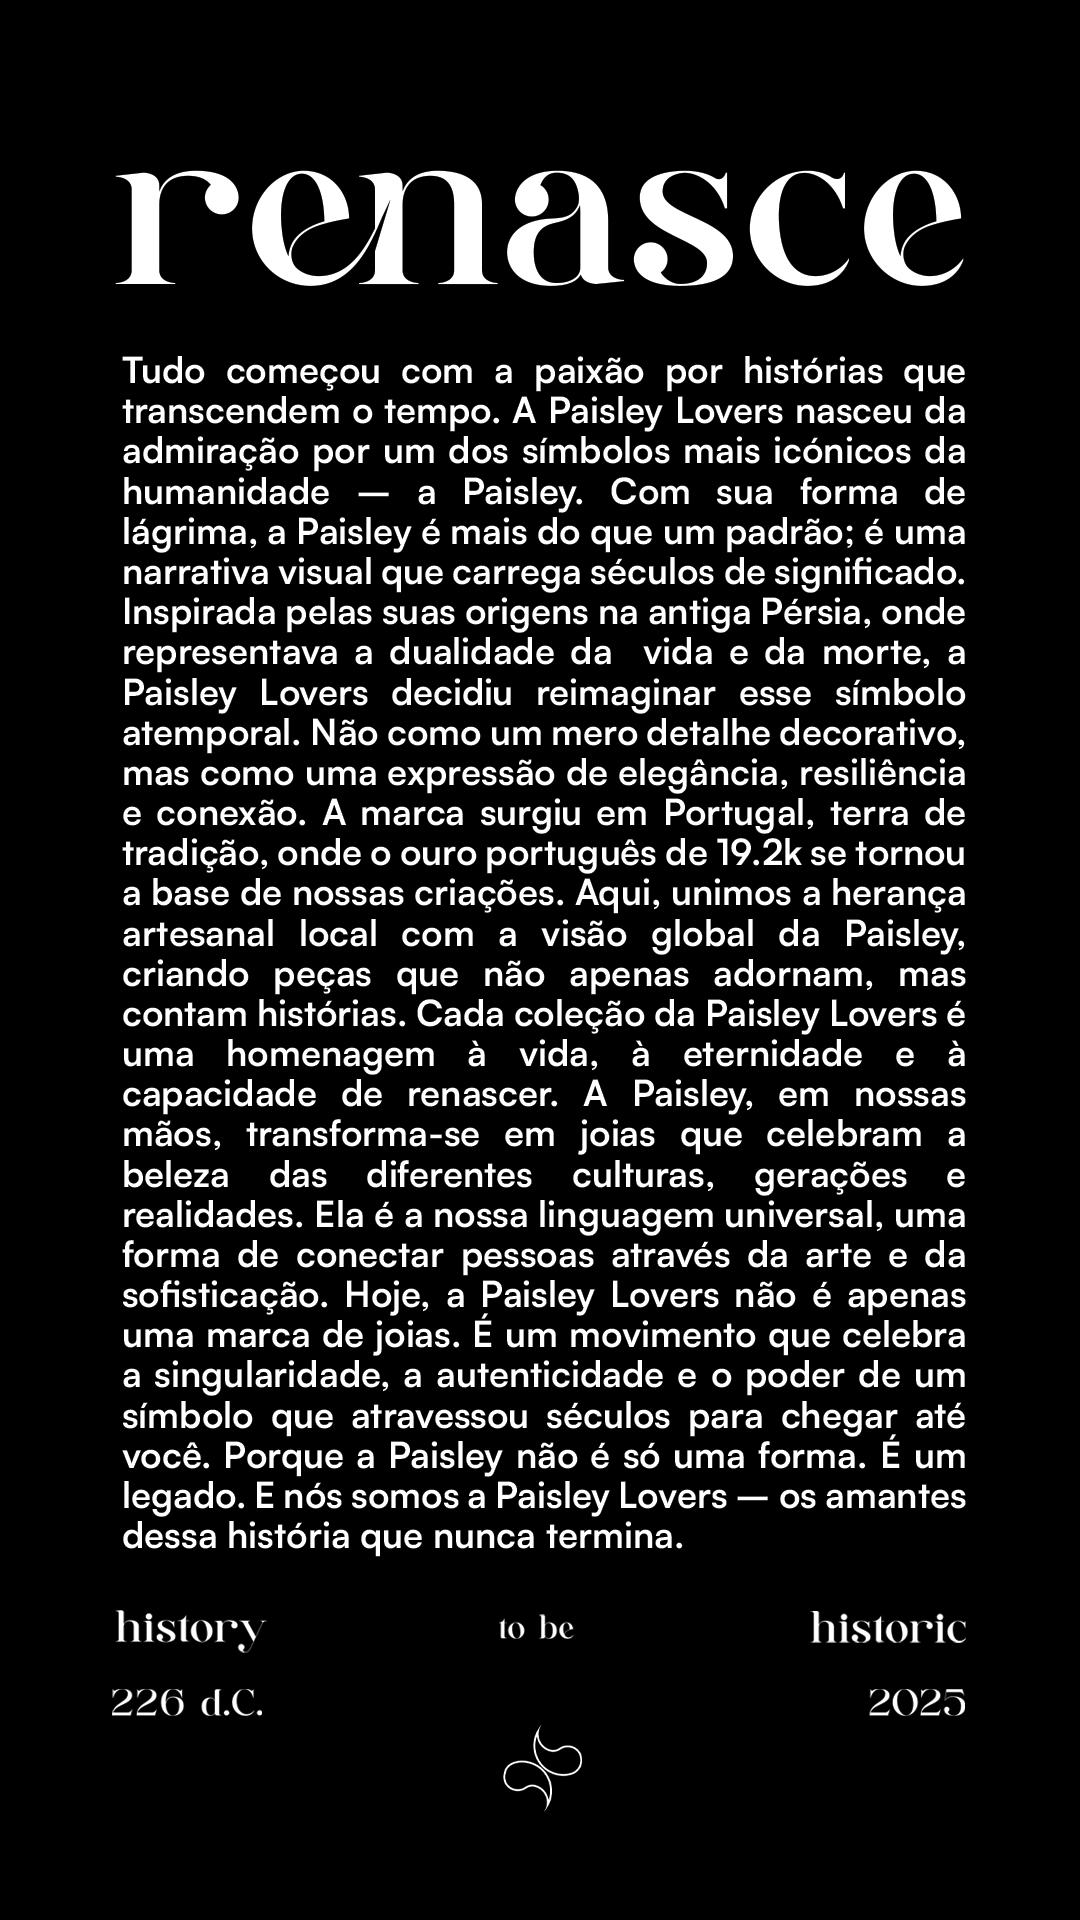 renasce
Tudo começou com a paixão por histórias que
transcendem o tempo. A Paisley Lovers nasceu da
admiração por um dos símbolos mais icónicos da
humanidade — a Paisley. Com sua forma de
lágrima, a Paisley é mais do que um padrão; é uma
narrativa visual que carrega séculos de significado.
Inspirada pelas suas origens na antiga Pérsia, onde
representava a dualidade da vida e da morte, a
Paisley Lovers decidiu reimaginar esse símbolo
atemporal. Não como um mero detalhe decorativo,
mas como uma expressão de elegância, resiliência
e conexão. A marca surgiu em Portugal, terra de
tradição, onde o ouro português de 19.2k se tornou
a base de nossas criações. Aqui, unimos a herança
artesanal local com a visão global da Paisley,
criando peças que não apenas adornam, mas
contam histórias. Cada coleção da Paisley Lovers é
uma homenagem à vida, à eternidade e à
capacidade de renascer. A Paisley, em nossas
mãos, transforma-se em joias que celebram a
beleza das diferentes culturas, gerações e
realidades. Ela é a nossa linguagem universal, uma
forma de conectar pessoas através da arte e da
sofisticação. Hoje, a Paisley Lovers não é apenas
uma marca de joias. É um movimento que celebra
a singularidade, a autenticidade e o poder de um
símbolo que atravessou séculos para chegar até
você. Porque a Paisley não é só uma forma. É um
legado. E nós somos a Paisley Lovers — os amantes
dessa história que nunca termina.
history to be historic
226 d.C. 2025